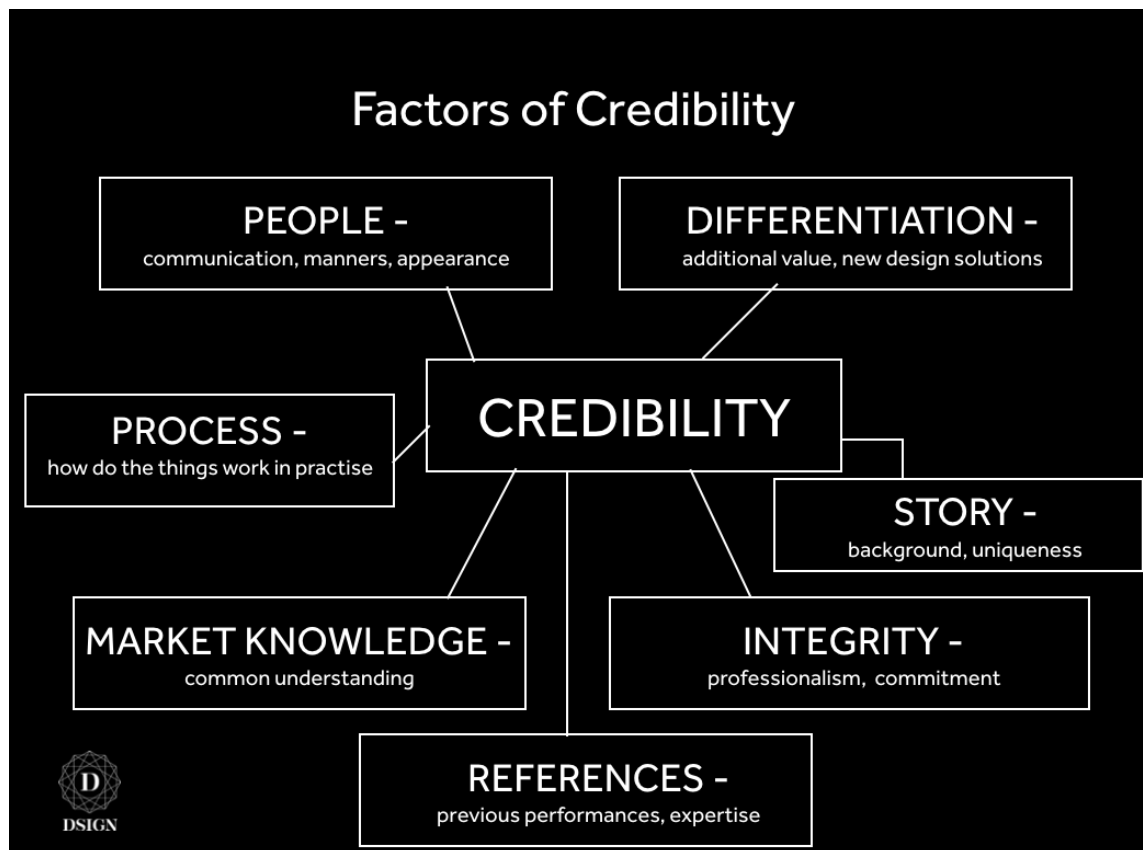 Factors of Credibility
PEOPLE -
communication, manners, appearance
DIFFERENTIATION -
additional value, new design solutions
CREDIBILITY
PROCESS -
how do the things work in practise
STORY -
background, uniqueness
MARKET KNOWLEDGE -
common understanding
INTEGRITY -
professionalism, commitment
REFERENCES -
previous performances, expertise
D
DSIGN